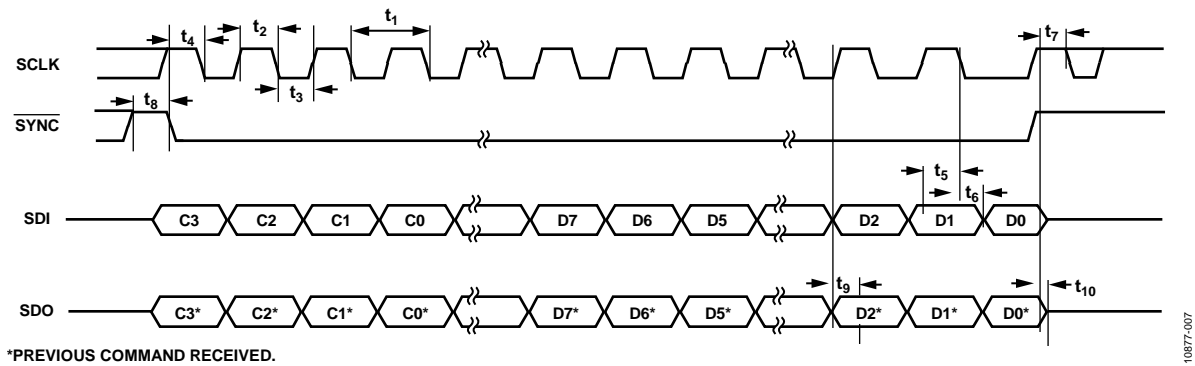 t4 t2 t1 t7
SCLK
t3
t8
SYNC
t5
t6
SDI C3 C2 C1 C0 D7 D6 D5 D2 D1 D0
t9
t10
SDO C3* C2* C1* C0* D7* D6* D5* D2* D1* D0*
*PREVIOUS COMMAND RECEIVED.
10877-007